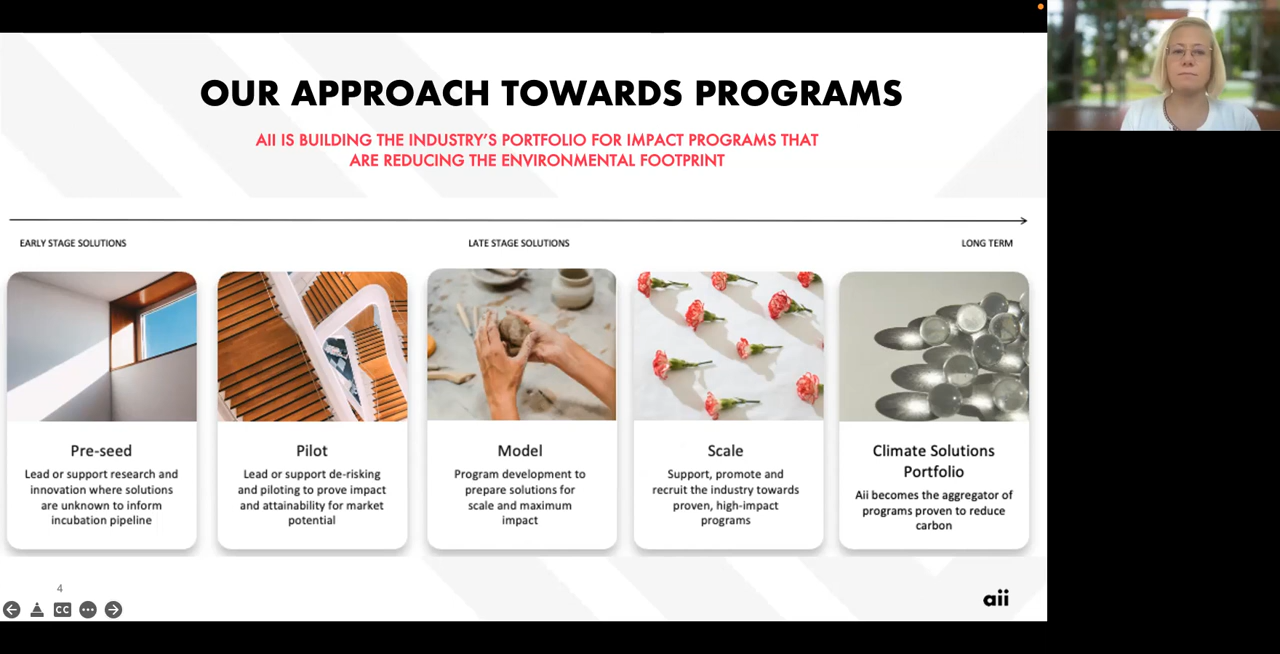 OUR APPROACH TOWARDS PROGRAMS
AII IS BUILDING THE INDUSTRY'S PORTFOLIO FOR IMPACT PROGRAMS THAT
ARE REDUCING THE ENVIRONMENTAL FOOTPRINT
EARLY STAGE SOLUTIONS
LATE STAGE SOLUTIONS
LONG TERM
Pre-seed
Lead or support research and
innovation where solutions
are unknown to inform
incubation pipeline
Pilot
Lead or support de-risking
and piloting to prove impact
and attainability for market
potential
Model
Program development to
prepare solutions for
scale and maximum
impact
Scale
Support, promote and
recruit the industry towards
proven, high-impact
programs
Climate Solutions
Portfolio
Aii becomes the aggregator of
programs proven to reduce
carbon
4
CC
aii